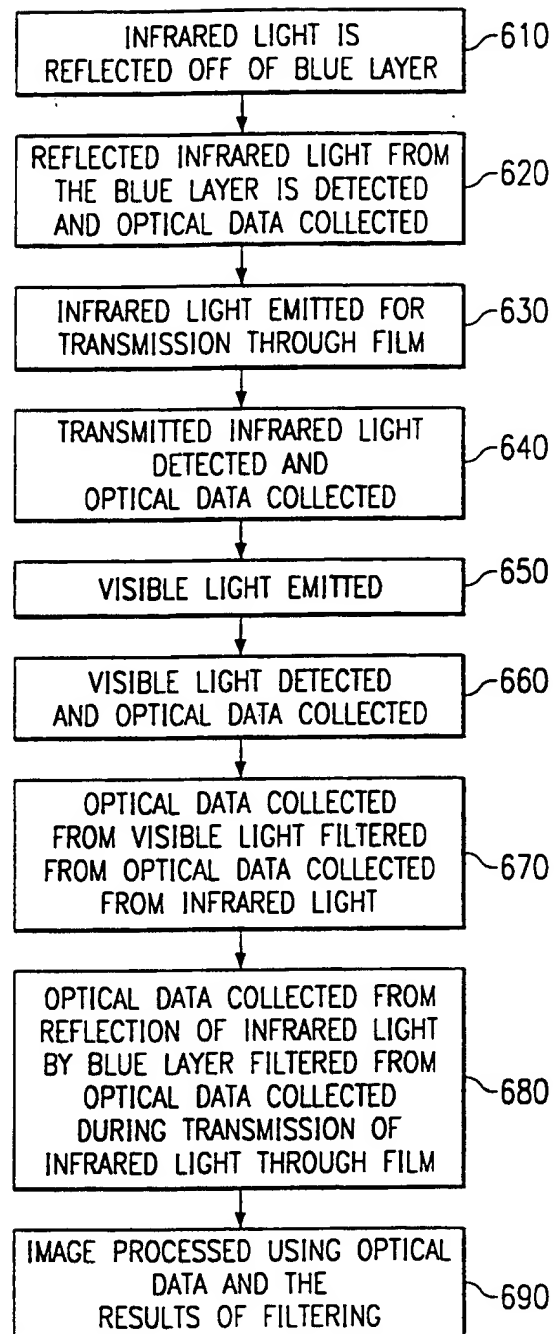 INFRARED LIGHT IS
REFLECTED OFF OF BLUE LAYER
610
REFLECTED INFRARED LIGHT FROM
THE BLUE LAYER IS DETECTED
AND OPTICAL DATA COLLECTED
620
INFRARED LIGHT EMITTED FOR
TRANSMISSION THROUGH FILM
630
TRANSMITTED INFRARED LIGHT
DETECTED AND
OPTICAL DATA COLLECTED
640
VISIBLE LIGHT EMITTED
650
VISIBLE LIGHT DETECTED
AND OPTICAL DATA COLLECTED
660
OPTICAL DATA COLLECTED
FROM VISIBLE LIGHT FILTERED
FROM OPTICAL DATA COLLECTED
FROM INFRARED LIGHT
670
OPTICAL DATA COLLECTED FROM
REFLECTION OF INFRARED LIGHT
BY BLUE LAYER FILTERED FROM
OPTICAL DATA COLLECTED
DURING TRANSMISSION OF
INFRARED LIGHT THROUGH FILM
680
IMAGE PROCESSED USING OPTICAL
DATA AND THE
RESULTS OF FILTERING
690